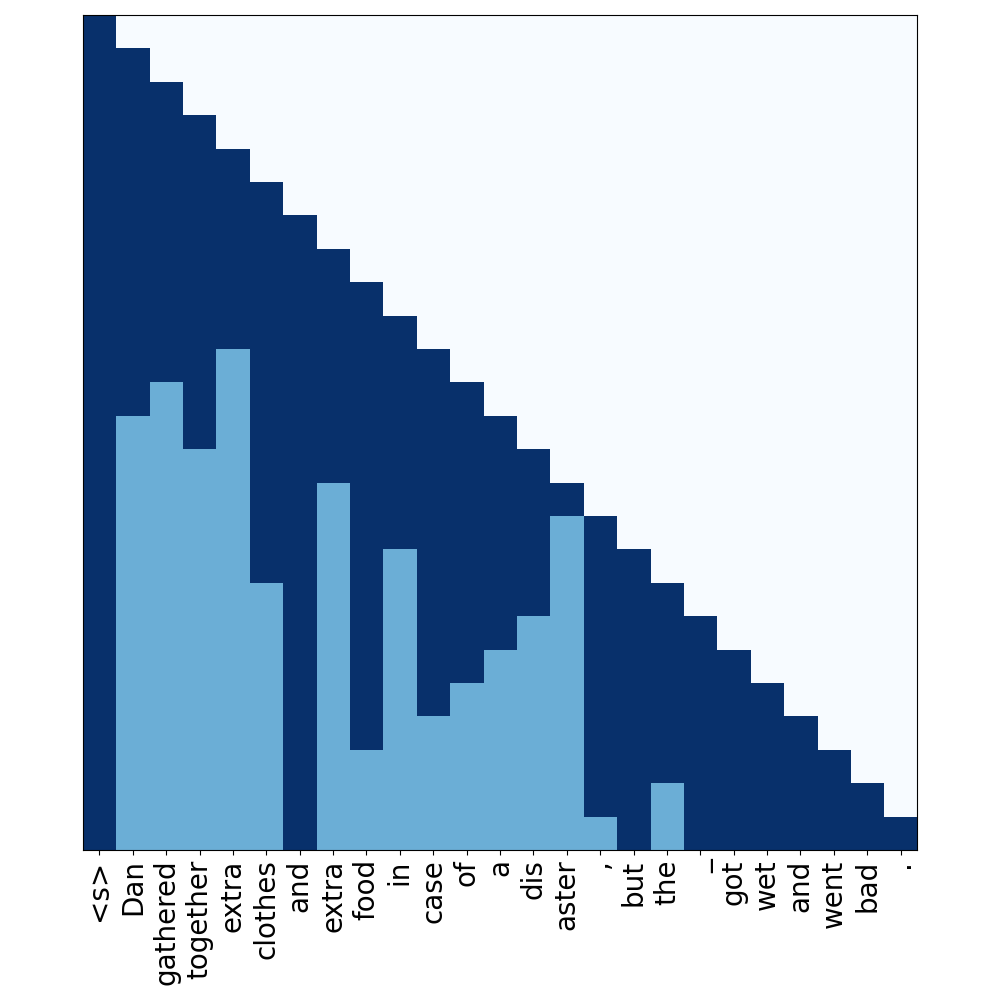 <s> Dan gathered together extra clothes and extra food in case of a dis aster , but the _ got wet and went bad .